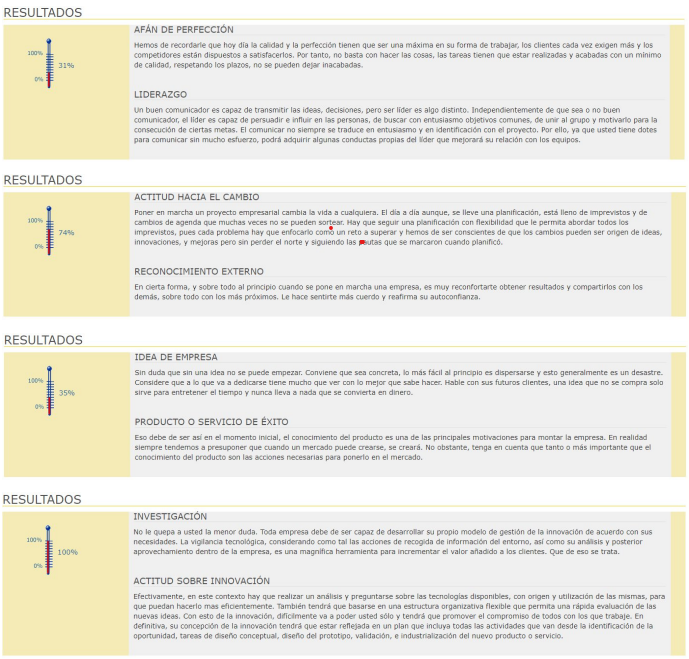 RESULTADOS
AFÁN DE PERFECCIÓN
100%
31%
0%
Hemos de recordarle que hoy día la calidad y la perfección tienen que ser una máxima en su forma de trabajar, los clientes cada vez exigen más y los
competidores están dispuestos a satisfacerlos. Por tanto, no basta con hacer las cosas, las tareas tienen que estar realizadas y acabadas con un mínimo
de calidad, respetando los plazos, no se pueden dejar inacabadas.
LIDERAZGO
Un buen comunicador es capaz de transmitir las ideas, decisiones, pero ser líder es algo distinto. Independientemente de que sea o no buen
comunicador, el líder es capaz de persuadir e influir en las personas, de buscar con entusiasmo objetivos comunes, de unir al grupo y motivarlo para la
consecución de ciertas metas. El comunicar no siempre se traduce en entusiasmo y en identificación con el proyecto. Por ello, ya que usted tiene dotes
para comunicar sin mucho esfuerzo, podrá adquirir algunas conductas propias del líder que mejorará su relación con los equipos.
RESULTADOS
ACTITUD HACIA EL CAMBIO
100%
74%
0%
Poner en marcha un proyecto empresarial cambia la vida a cualquiera. El día a día aunque, se lleve una planificación, está lleno de imprevistos y de
cambios de agenda que muchas veces no se pueden sortear. Hay que seguir una planificación con flexibilidad que le permita abordar todos los
imprevistos, pues cada problema hay que enfocarlo como un reto a superar y hemos de ser conscientes de que los cambios pueden ser origen de ideas,
innovaciones, y mejoras pero sin perder el norte y siguiendo las pautas que se marcaron cuando planificó.
RECONOCIMIENTO EXTERNO
En cierta forma, y sobre todo al principio cuando se pone en marcha una empresa, es muy reconfortarte obtener resultados y compartirlos con los
demás, sobre todo con los más próximos. Le hace sentirte más cuerdo y reafirma su autoconfianza.
RESULTADOS
IDEA DE EMPRESA
100%
35%
0%
Sin duda que sin una idea no se puede empezar. Conviene que sea concreta, lo más fácil al principio es dispersarse y esto generalmente es un desastre.
Considere que a lo que va a dedicarse tiene mucho que ver con lo mejor que sabe hacer. Hable con sus futuros clientes, una idea que no se compra solo
sirve para entretener el tiempo y nunca lleva a nada que se convierta en dinero.
PRODUCTO O SERVICIO DE ÉXITO
Eso debe de ser así en el momento inicial, el conocimiento del producto es una de las principales motivaciones para montar la empresa. En realidad
siempre tendemos a presuponer que cuando un mercado puede crearse, se creará. No obstante, tenga en cuenta que tanto o más importante que el
conocimiento del producto son las acciones necesarias para ponerlo en el mercado.
RESULTADOS
INVESTIGACIÓN
100%
100%
0%
No le quepa a usted la menor duda. Toda empresa debe de ser capaz de desarrollar su propio modelo de gestión de la innovación de acuerdo con sus
necesidades. La vigilancia tecnológica, considerando como tal las acciones de recogida de información del entorno, así como su análisis y posterior
aprovechamiento dentro de la empresa, es una magnífica herramienta para incrementar el valor añadido a los clientes. Que de eso se trata.
ACTITUD SOBRE INNOVACIÓN
Efectivamente, en este contexto hay que realizar un análisis y preguntarse sobre las tecnologías disponibles, con origen y utilización de las mismas, para
que puedan hacerlo mas eficientemente. También tendrá que basarse en una estructura organizativa flexible que permita una rápida evaluación de las
nuevas ideas. Con esto de la innovación, difícilmente va a poder usted sólo y tendrá que promover el compromiso de todos con los que trabaje. En
definitiva, su concepción de la innovación tendrá que estar reflejada en un plan que incluya todas las actividades que van desde la identificación de la
oportunidad, tareas de diseño conceptual, diseño del prototipo, validación, e industrialización del nuevo producto o servicio.